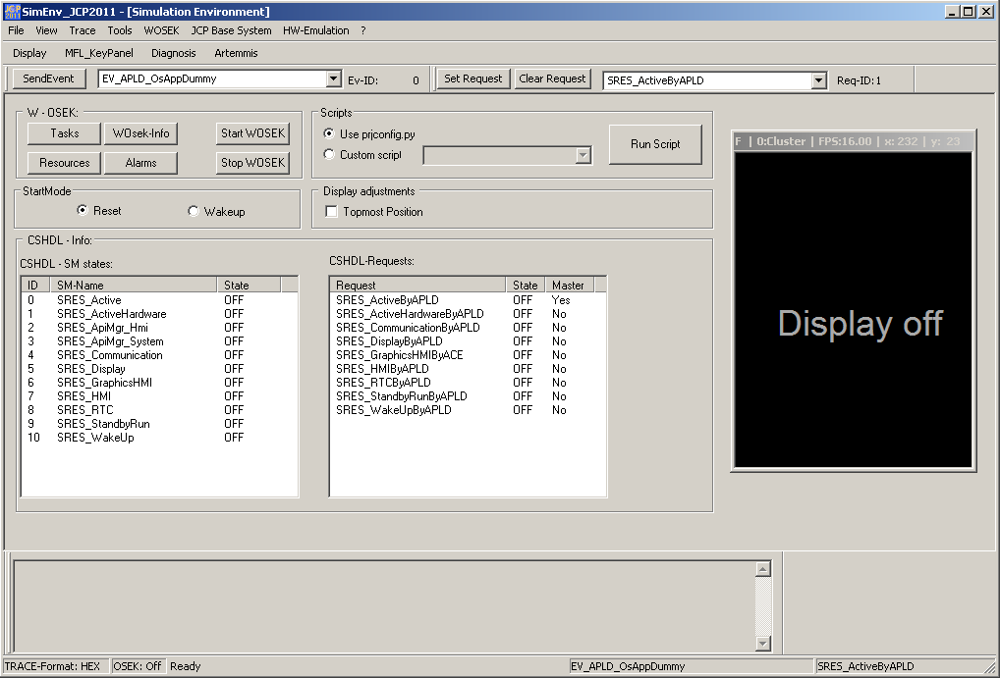 JCP 2011 SimEnv_JCP2011 - [Simulation Environment]
File View Trace Tools WOSEK JCP Base System HW-Emulation ?
Display MFL_KeyPanel Diagnosis Artemmis
SendEvent EV_APLD_OsAppDummy Ev-ID: 0 Set Request Clear Request SRES_ActiveByAPLD Req-ID: 1
W - OSEK:
Tasks WOsek-Info Start WOSEK
Resources Alarms Stop WOSEK
Scripts
Use prjconfig.py
Custom script
Run Script
StartMode
Reset Wakeup
Display adjustments
Topmost Position
CSHDL - Info:
CSHDL - SM states:
ID SM-Name State
0 SRES_Active OFF
1 SRES_ActiveHardware OFF
2 SRES_ApiMgr_Hmi OFF
3 SRES_ApiMgr_System OFF
4 SRES_Communication OFF
5 SRES_Display OFF
6 SRES_GraphicsHMI OFF
7 SRES_HMI OFF
8 SRES_RTC OFF
9 SRES_StandbyRun OFF
10 SRES_WakeUp OFF
CSHDL-Requests:
Request State Master
SRES_ActiveByAPLD OFF Yes
SRES_ActiveHardwareByAPLD OFF No
SRES_CommunicationByAPLD OFF No
SRES_DisplayByAPLD OFF No
SRES_GraphicsHMIByACE OFF No
SRES_HMIByAPLD OFF No
SRES_RTCByAPLD OFF No
SRES_StandbyRunByAPLD OFF No
SRES_WakeUpByAPLD OFF No
F | 0:Cluster | FPS:16.00 | x: 232 | y: 23
Display off
TRACE-Format: HEX OSEK: Off Ready EV_APLD_OsAppDummy SRES_ActiveByAPLD